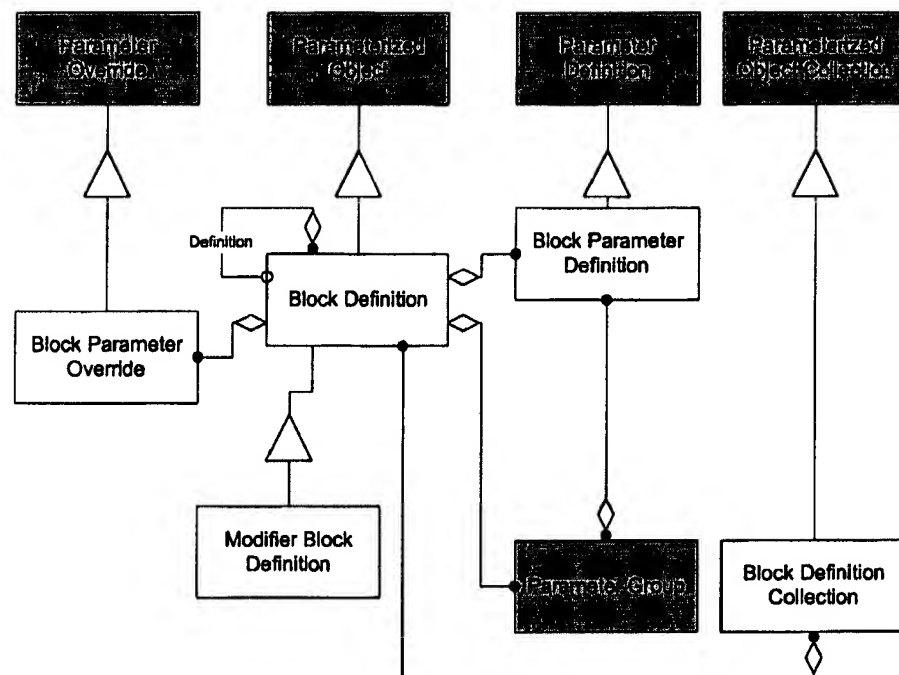 Parameter
Override
Parameterized
Object
Parameter
Definition
Parameterized
Object Collection
Definition
Block Parameter
Definition
Block Definition
Block Parameter
Override
Modifier Block
Definition
Parameter Group
Block Definition
Collection